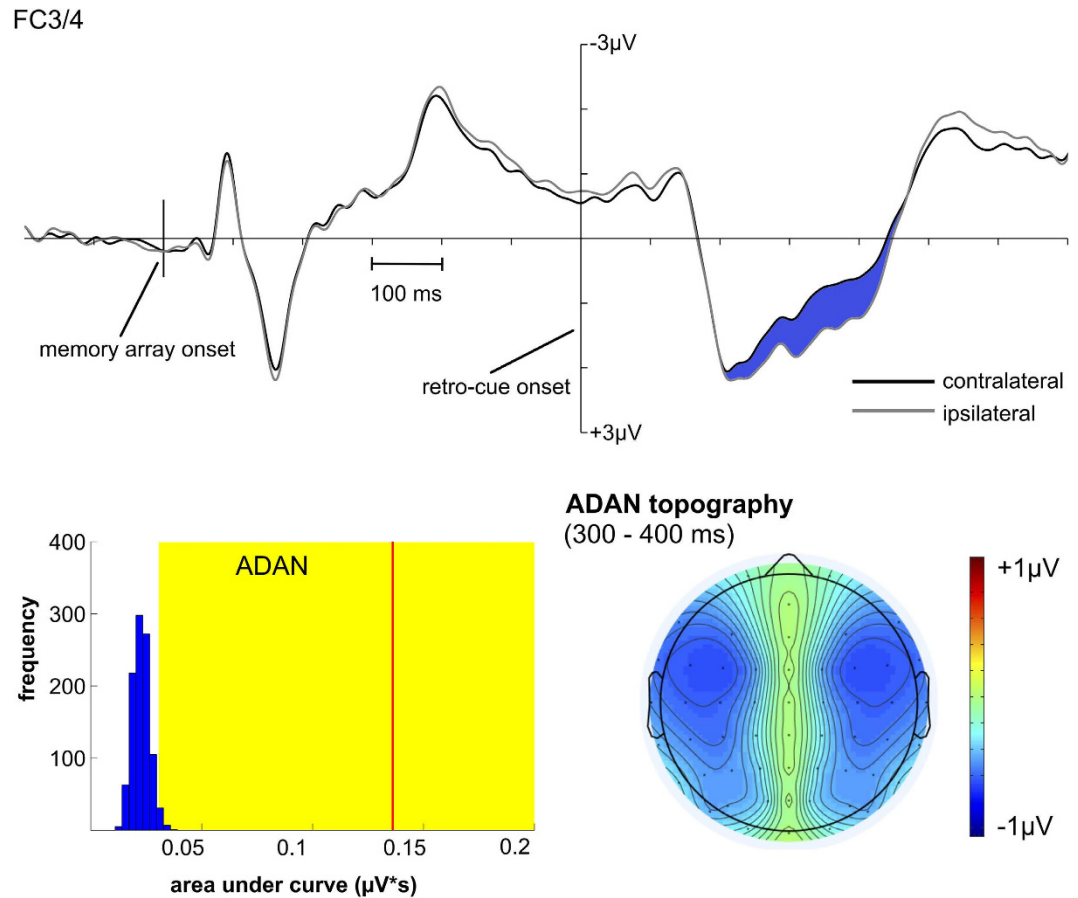 FC3/4
-3µV
100 ms
memory array onset
retro-cue onset
contralateral
ipsilateral
+3µV
ADAN topography
(300 - 400 ms)
400
300
200
100
frequency
ADAN
0.05
0.1
0.15
0.2
area under curve (µV*s)
+1µV
-1µV